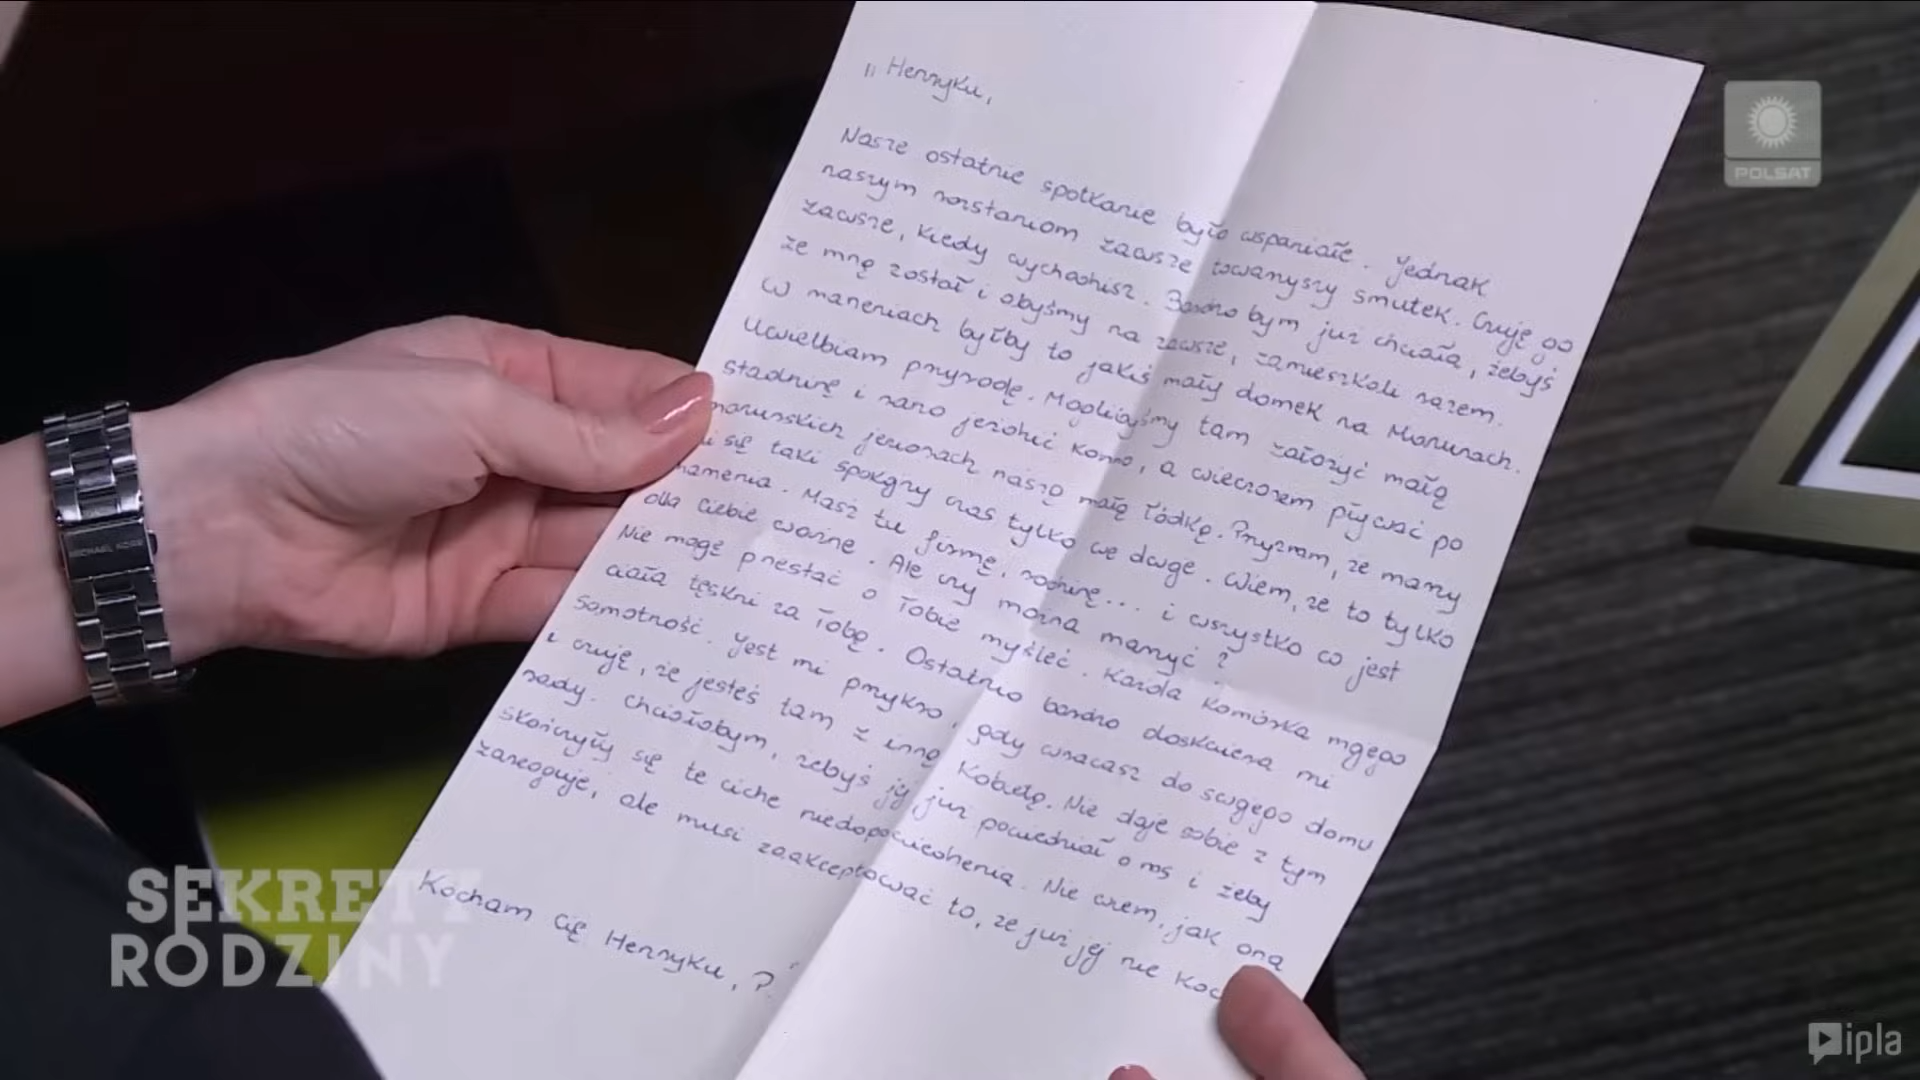 " Henryku,
Nasze ostatnie spotkanie było wspaniałe. Jednak
naszym rozstaniom zawsze towarzyszy smutek. Czuję go
zawsze, kiedy wychodzisz. Bardzo bym już chciała, żebyś
ze mną został i abyśmy na zawsze, zamieszkali razem.
W marzeniach byłby to jakiś mały domek na Mazurach.
Uwielbiam przyrodę. Moglibyśmy tam założyć małą
stadninę i rano jeździć konno, a wieczorem pływać po
mazurskich jeziorach naszą małą łódką. Przyznam, że marzy
mi się taki spokojny czas tylko we dwoje. Wiem, że to tylko
marzenia. Masz tu firmę, rodzinę... i wszystko co jest
dla Ciebie ważne. Ale czy można marzyć?
Nie mogę przestać o Tobie myśleć. Każda komórka mojego
ciała tęskni za Tobą. Ostatnio bardzo doskwiera mi
samotność. Jest mi przykro, gdy wracasz do swojego domu
i czuję, że jesteś tam z inną kobietą. Nie daję sobie z tym
rady. Chciałabym, żebyś jej już powiedział o nas i żeby
skończyły się te ciche niedopowiedzenia. Nie wiem, jak ona
zareaguje, ale musi zaakceptować to, że już jej nie
Kocham Cię Henryku, P."
MICHAEL KORS
POLSAT
SEKRETY
RODZINY
ipla